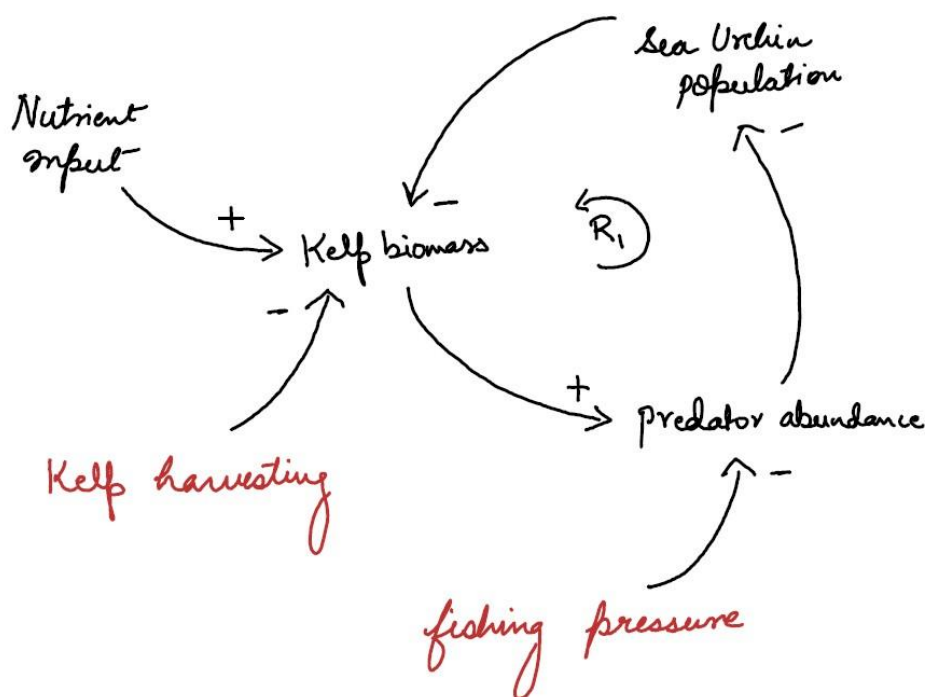 Sea Urchin
population
Nutrient
input
-
+
-
Kelp biomass
R1
-
+
predator abundance
Kelp harvesting
-
fishing pressure